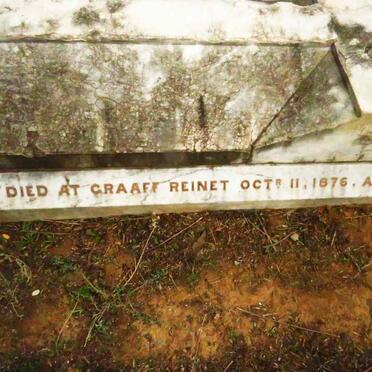 DIED AT GRAAFF REINET OCTR 11, 1876. A